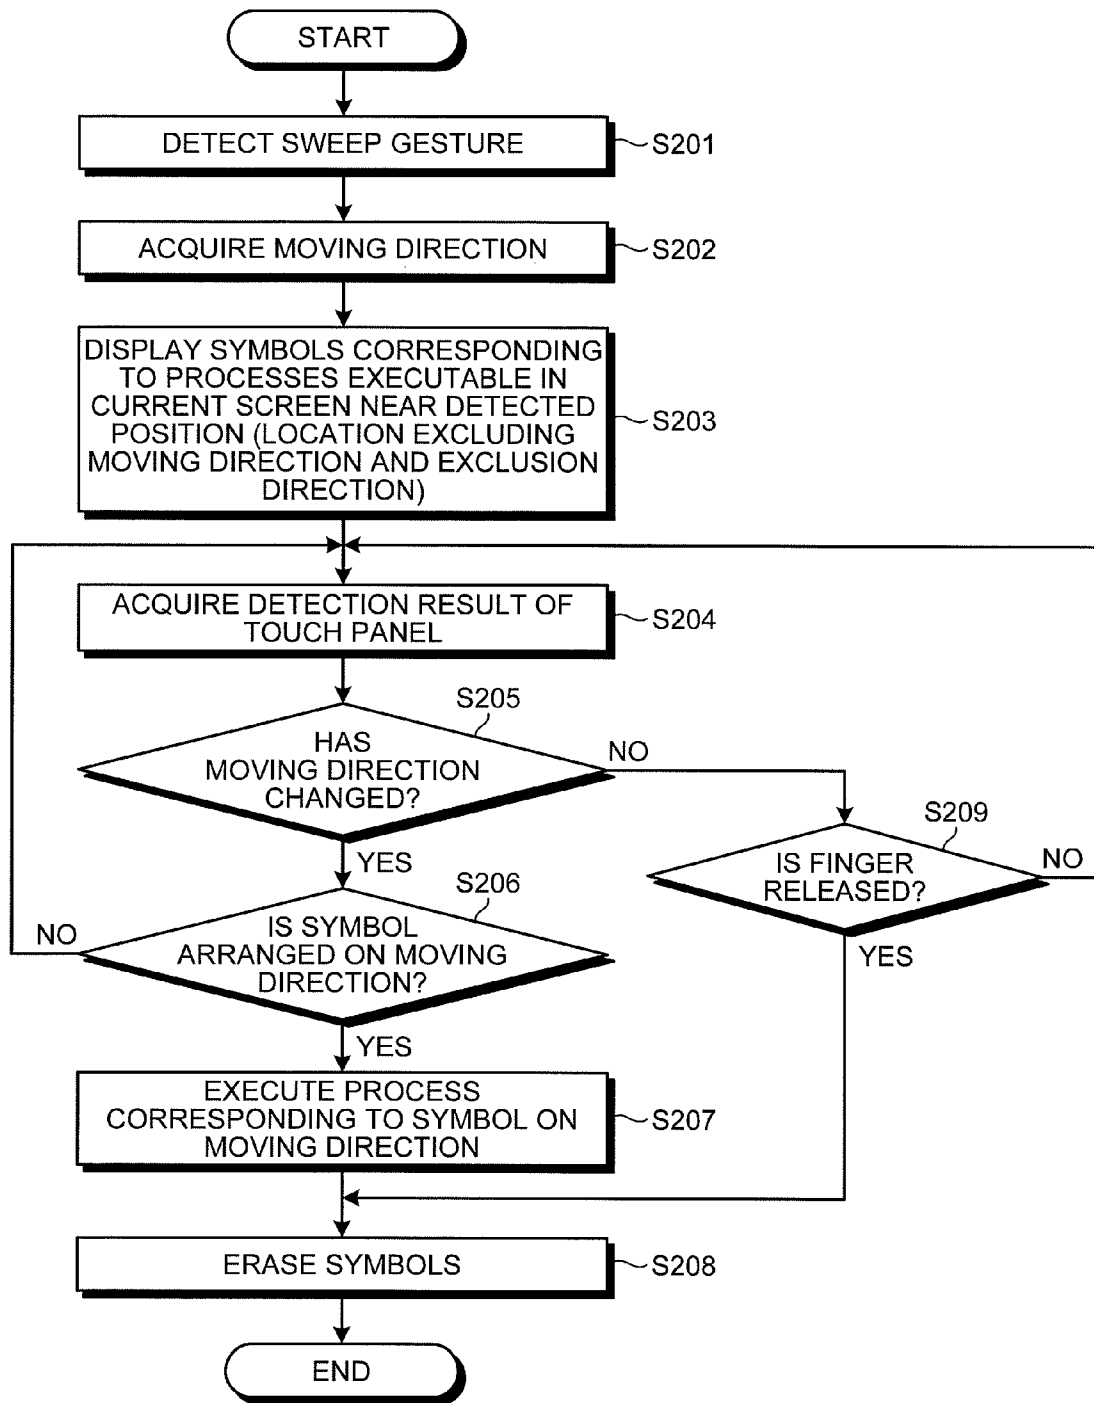 START
DETECT SWEEP GESTURE
S201
ACQUIRE MOVING DIRECTION
S202
DISPLAY SYMBOLS CORRESPONDING
TO PROCESSES EXECUTABLE IN
CURRENT SCREEN NEAR DETECTED
POSITION (LOCATION EXCLUDING
MOVING DIRECTION AND EXCLUSION
DIRECTION)
S203
ACQUIRE DETECTION RESULT OF
TOUCH PANEL
S204
S205
HAS
MOVING DIRECTION
CHANGED?
NO
YES
S209
IS FINGER
RELEASED?
NO
YES
S206
IS SYMBOL
ARRANGED ON MOVING
DIRECTION?
NO
YES
EXECUTE PROCESS
CORRESPONDING TO SYMBOL ON
MOVING DIRECTION
S207
ERASE SYMBOLS
S208
END